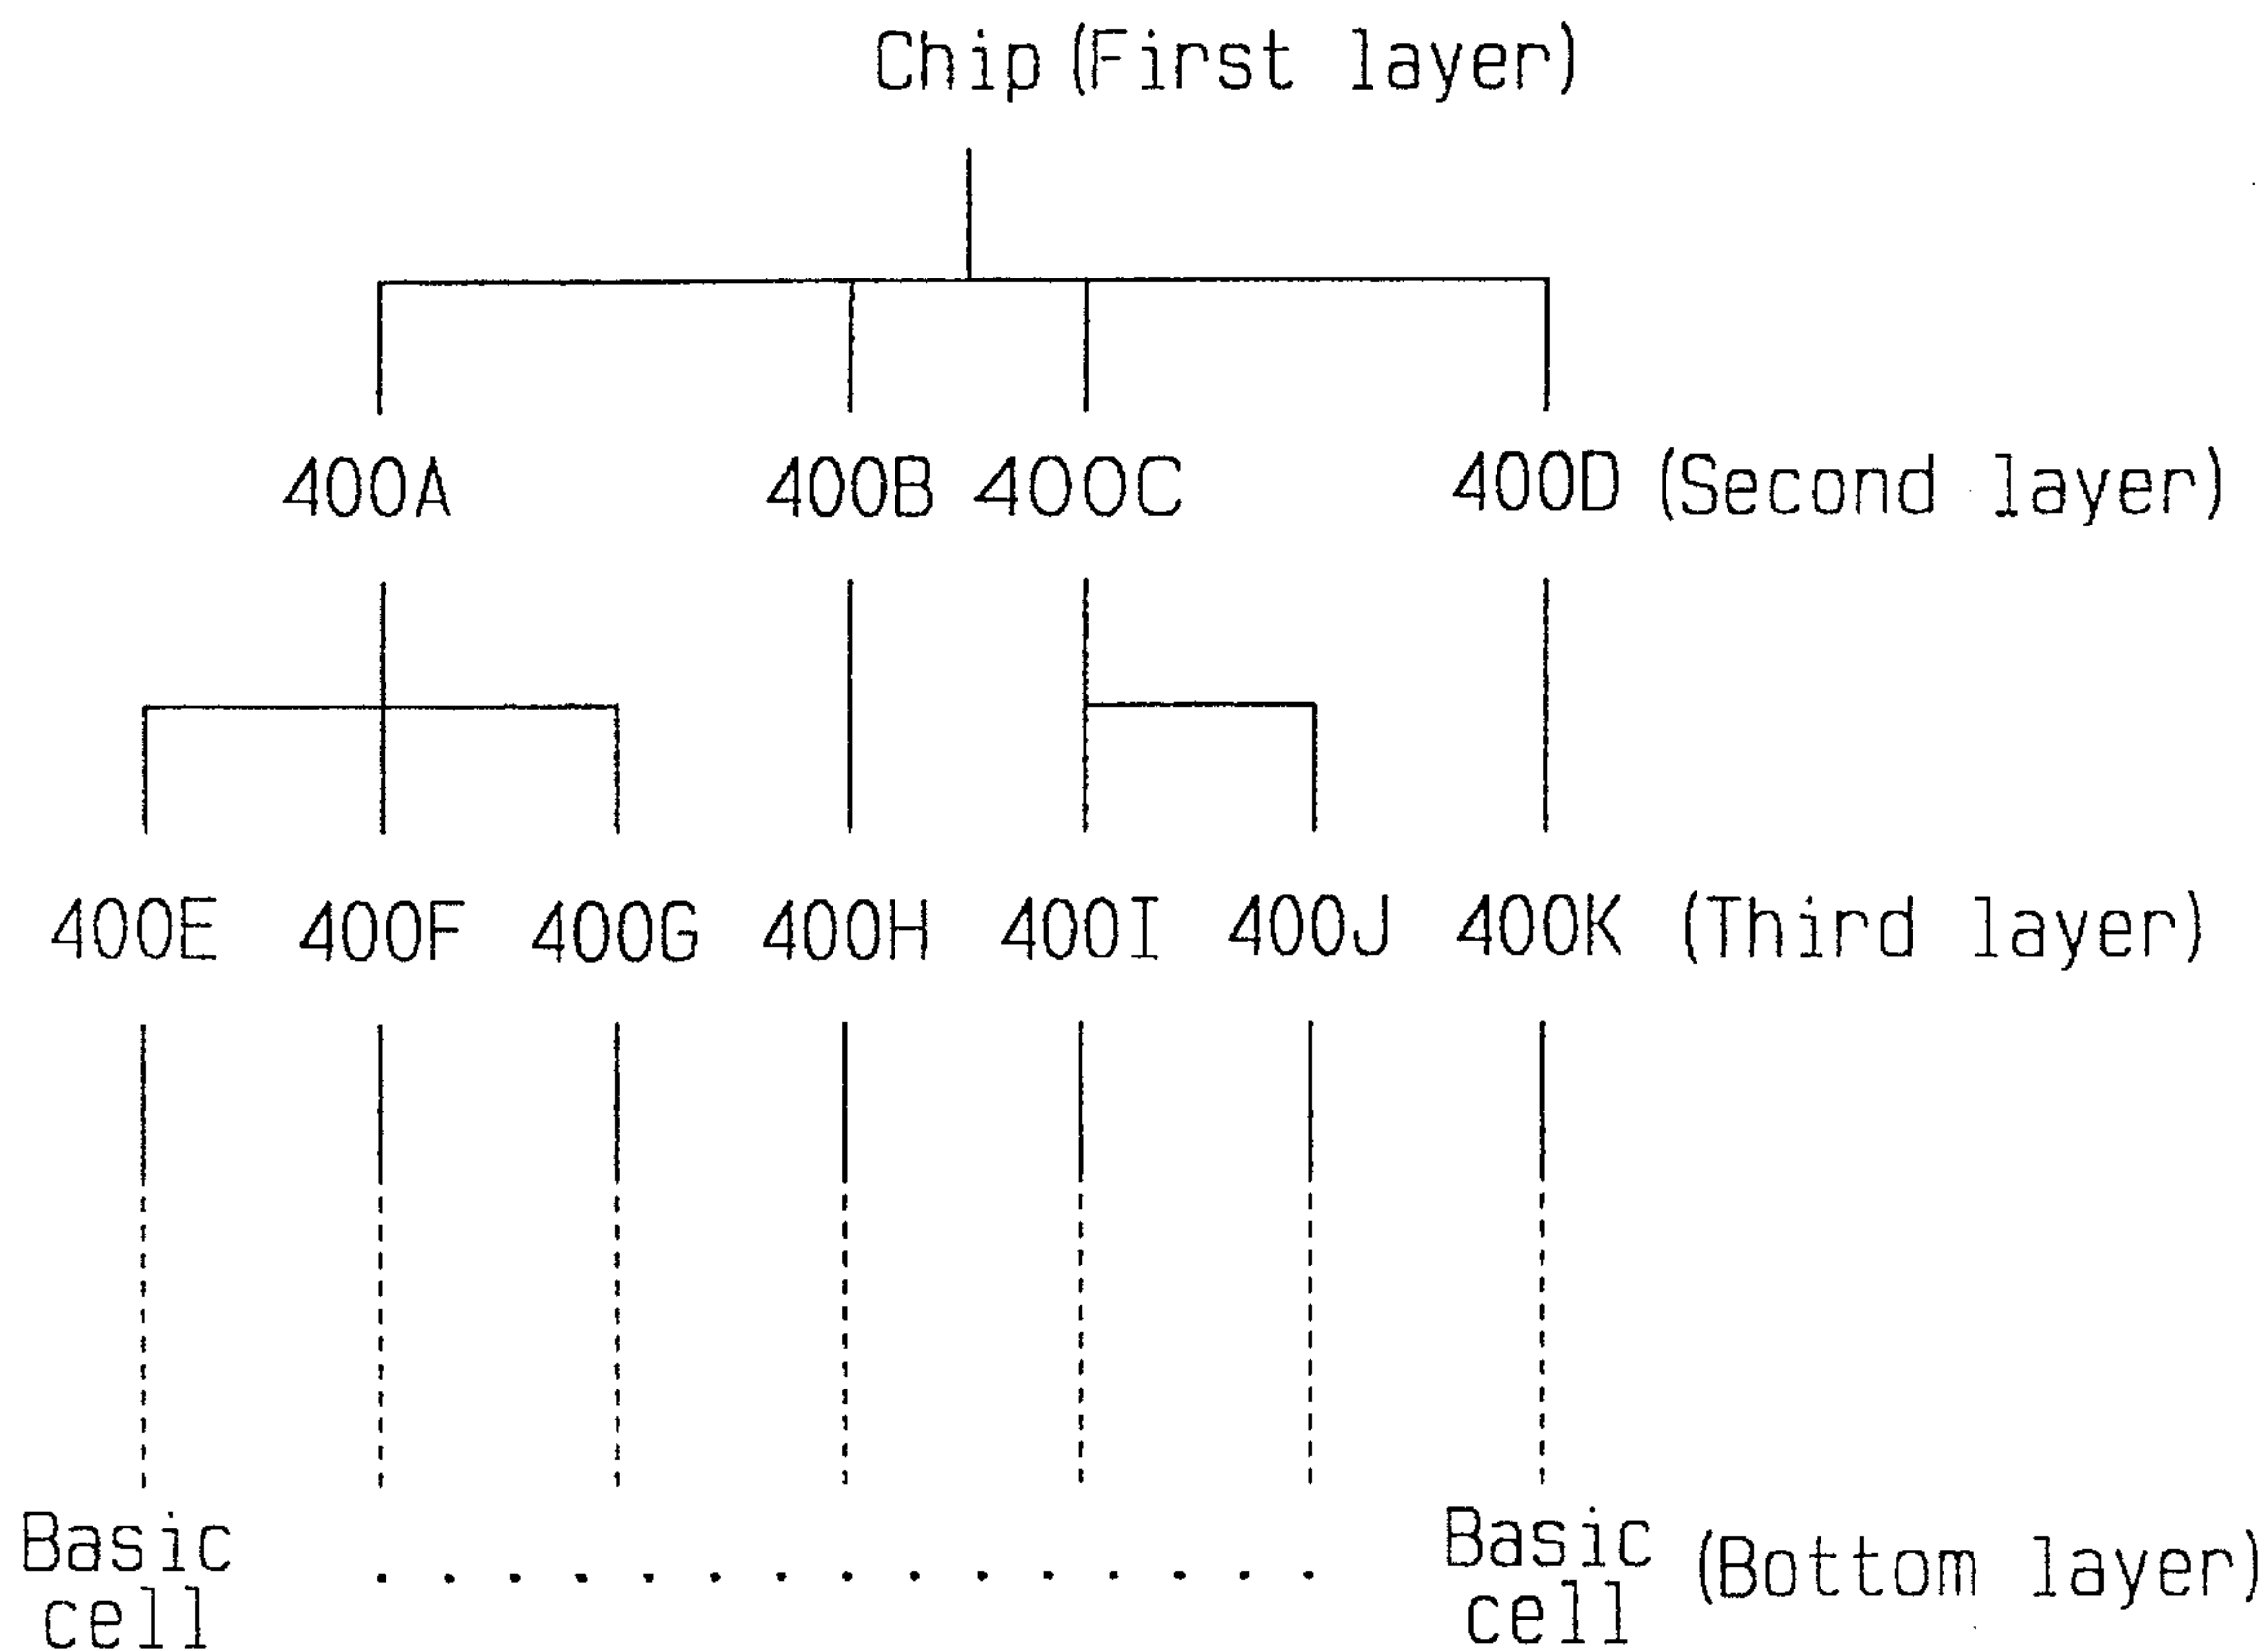 Chip (First layer)
400A 400B 400C 400D (Second layer)
400E 400F 400G 400H 400I 400J 400K (Third layer)
Basic cell
Basic cell
(Bottom layer)